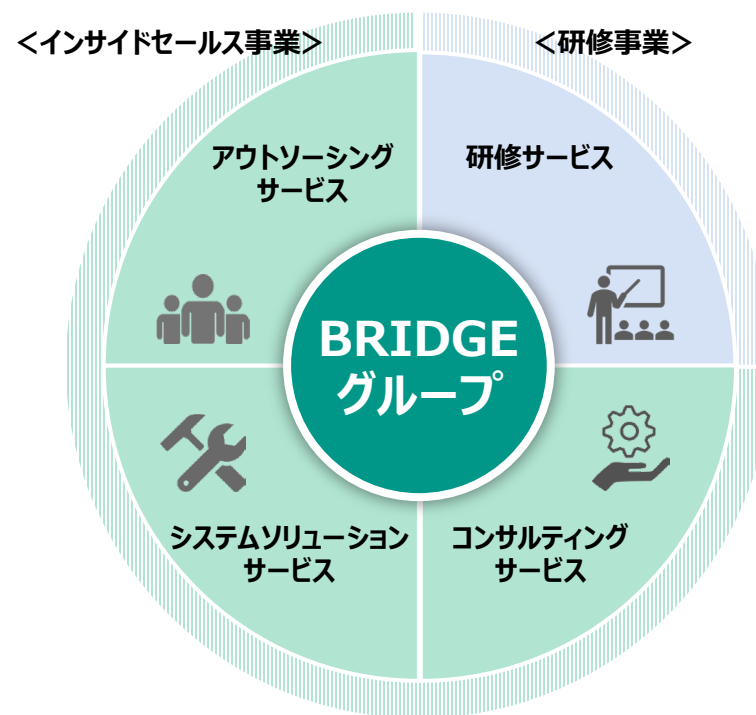 <インサイドセールス事業>
<研修事業>
アウトソーシング
サービス
研修サービス
BRIDGE
グループ
システムソリューション
サービス
コンサルティング
サービス